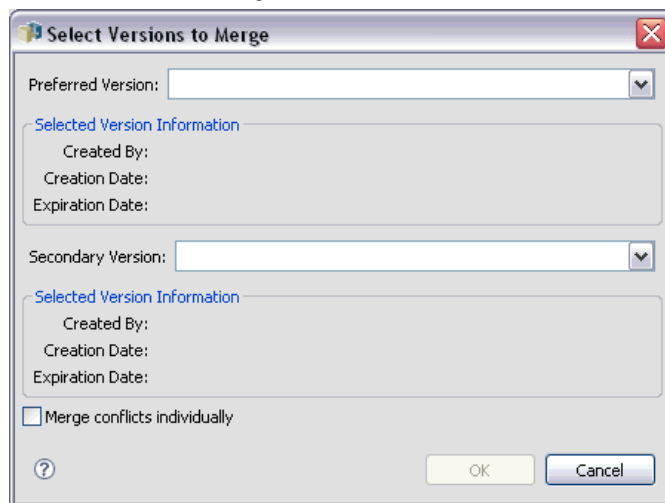 Select Versions to Merge
Preferred Version:
Selected Version Information
Created By:
Creation Date:
Expiration Date:
Secondary Version:
Selected Version Information
Created By:
Creation Date:
Expiration Date:
Merge conflicts individually
? OK Cancel